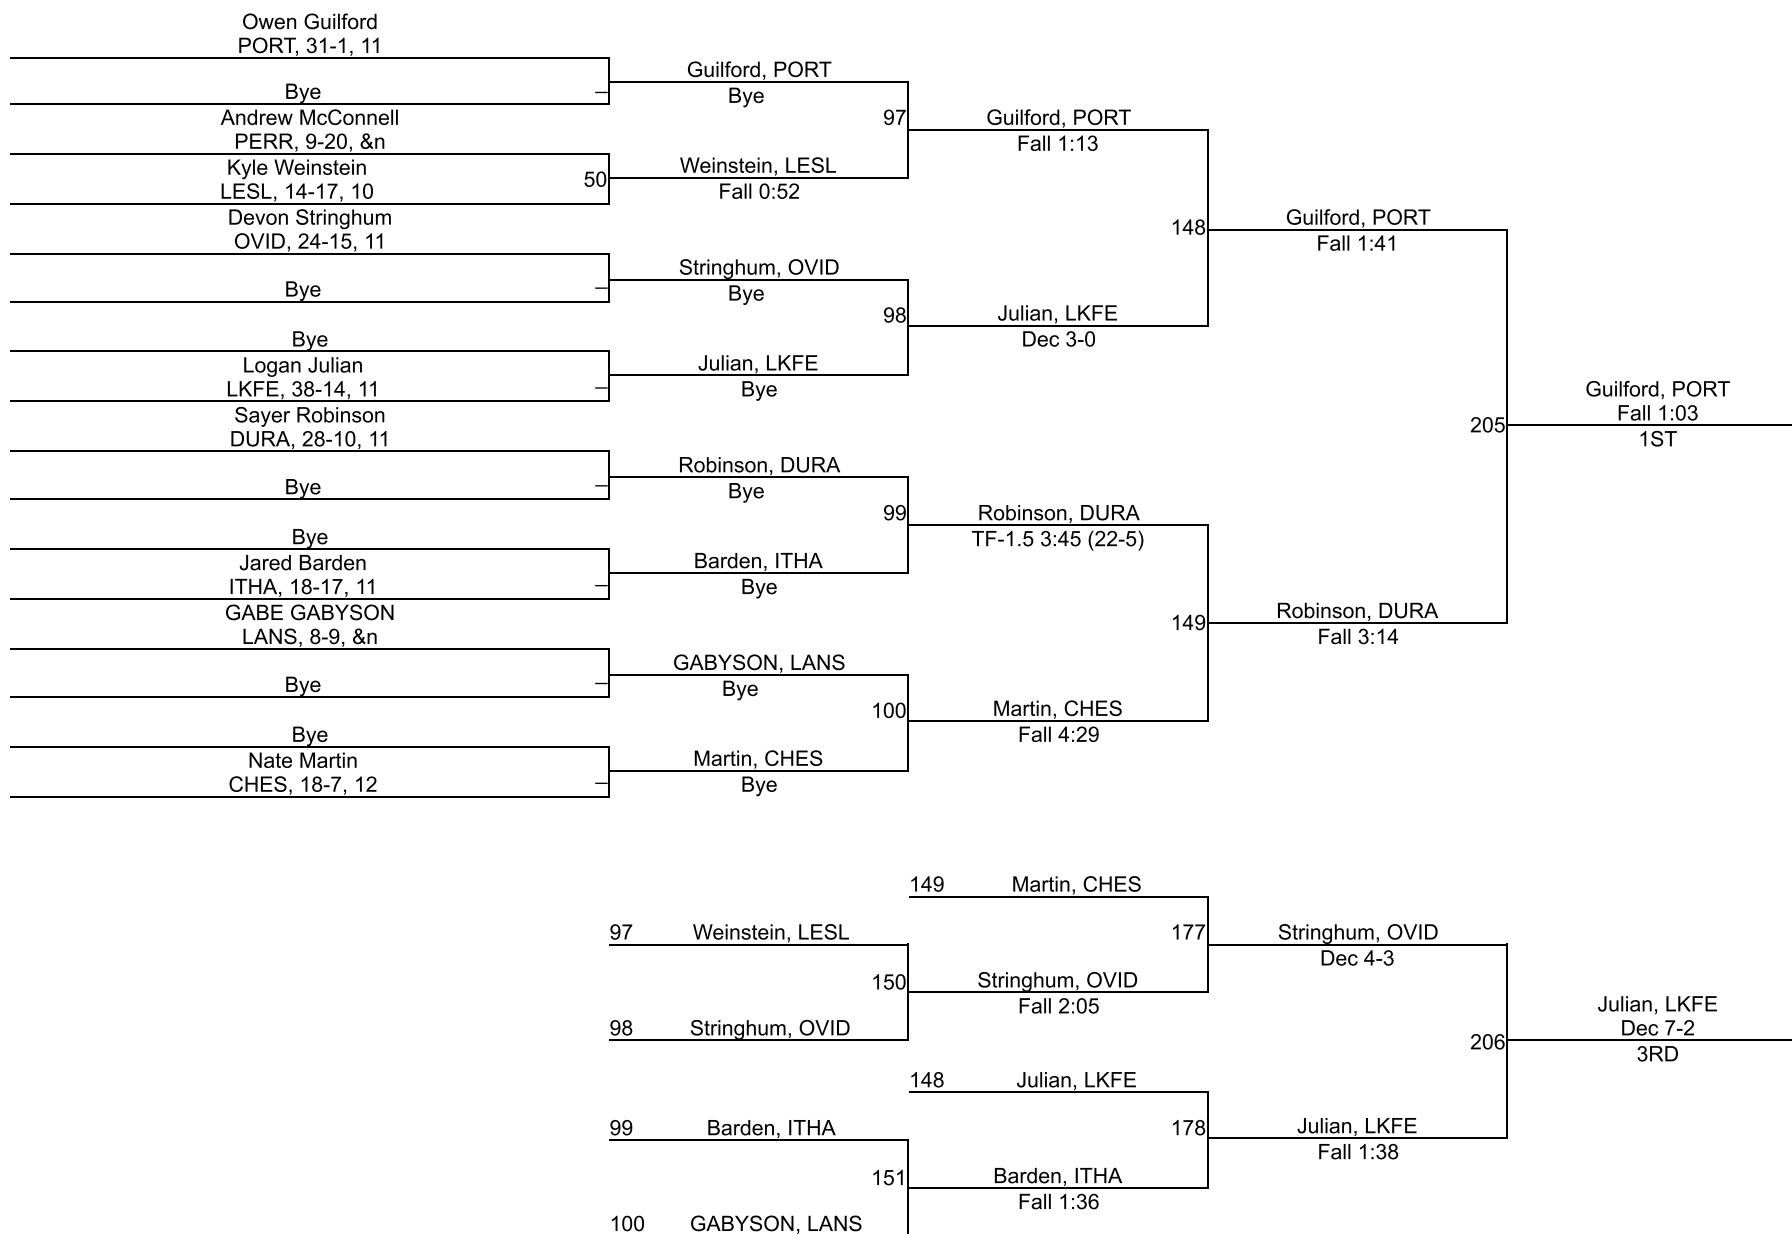 Owen Guilford
PORT, 31-1, 11
Bye
Andrew McConnell
PERR, 9-20, &n
Kyle Weinstein
LESL, 14-17, 10
Devon Stringhum
OVID, 24-15, 11
Bye
Bye
Logan Julian
LKFE, 38-14, 11
Sayer Robinson
DURA, 28-10, 11
Bye
Bye
Jared Barden
ITHA, 18-17, 11
GABE GABYSON
LANS, 8-9, &n
Bye
Bye
Nate Martin
CHES, 18-7, 12
50
Guilford, PORT
Bye
Weinstein, LESL
Fall 0:52
Stringhum, OVID
Bye
Julian, LKFE
Bye
Robinson, DURA
Bye
Barden, ITHA
Bye
GABYSON, LANS
Bye
Martin, CHES
Bye
97
98
99
100
Guilford, PORT
Fall 1:13
Julian, LKFE
Dec 3-0
Robinson, DURA
TF-1.5 3:45 (22-5)
Martin, CHES
Fall 4:29
148
149
Guilford, PORT
Fall 1:41
Robinson, DURA
Fall 3:14
205
Guilford, PORT
Fall 1:03
1ST
97 Weinstein, LESL
98 Stringhum, OVID
99 Barden, ITHA
100 GABYSON, LANS
150
151
149 Martin, CHES
Stringhum, OVID
Fall 2:05
148 Julian, LKFE
Barden, ITHA
Fall 1:36
177
178
Stringhum, OVID
Dec 4-3
Julian, LKFE
Fall 1:38
206
Julian, LKFE
Dec 7-2
3RD